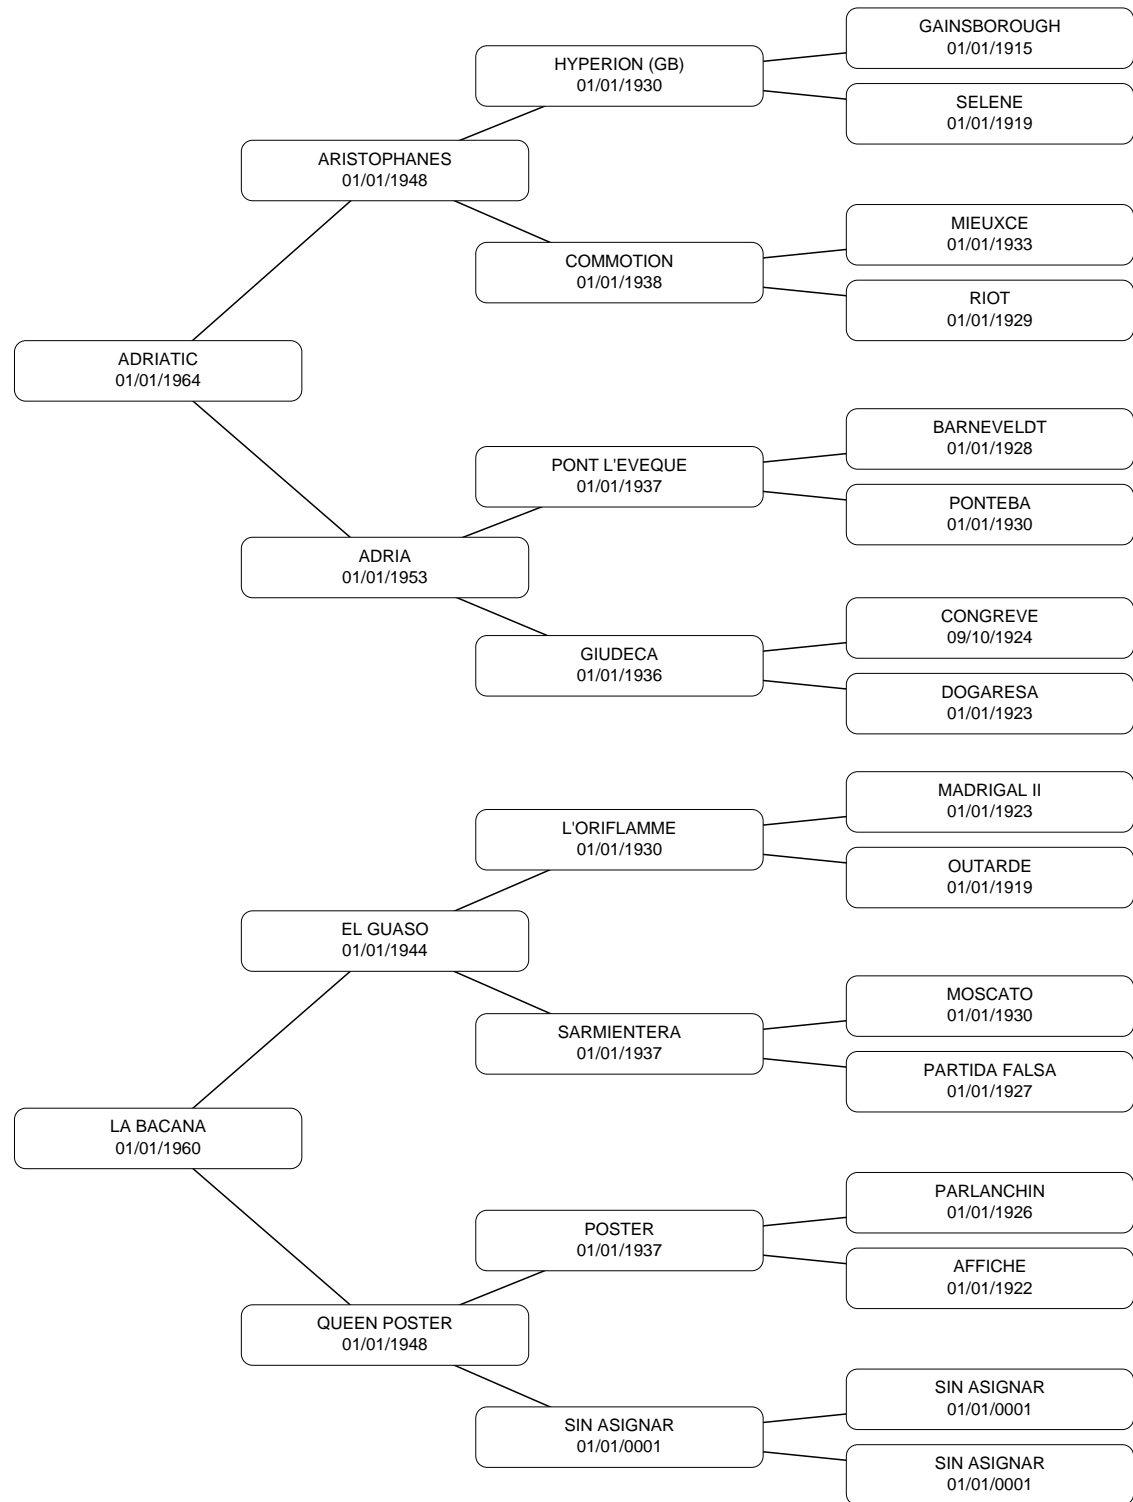 GAINSBOROUGH
01/01/1915
HYPERION (GB)
01/01/1930
SELENE
01/01/1919
ARISTOPHANES
01/01/1948
MIEUXCE
01/01/1933
COMMOTION
01/01/1938
RIOT
01/01/1929
ADRIATIC
01/01/1964
BARNEVELDT
01/01/1928
PONT L'EVEQUE
01/01/1937
PONTEBA
01/01/1930
ADRIA
01/01/1953
CONGREVE
09/10/1924
GIUDECA
01/01/1936
DOGARESA
01/01/1923
MADRIGAL II
01/01/1923
L'ORIFLAMME
01/01/1930
OUTARDE
01/01/1919
EL GUASO
01/01/1944
MOSCATO
01/01/1930
SARMIENTERA
01/01/1937
PARTIDA FALSA
01/01/1927
LA BACANA
01/01/1960
PARLANCHIN
01/01/1926
POSTER
01/01/1937
AFFICHE
01/01/1922
QUEEN POSTER
01/01/1948
SIN ASIGNAR
01/01/0001
SIN ASIGNAR
01/01/0001
SIN ASIGNAR
01/01/0001